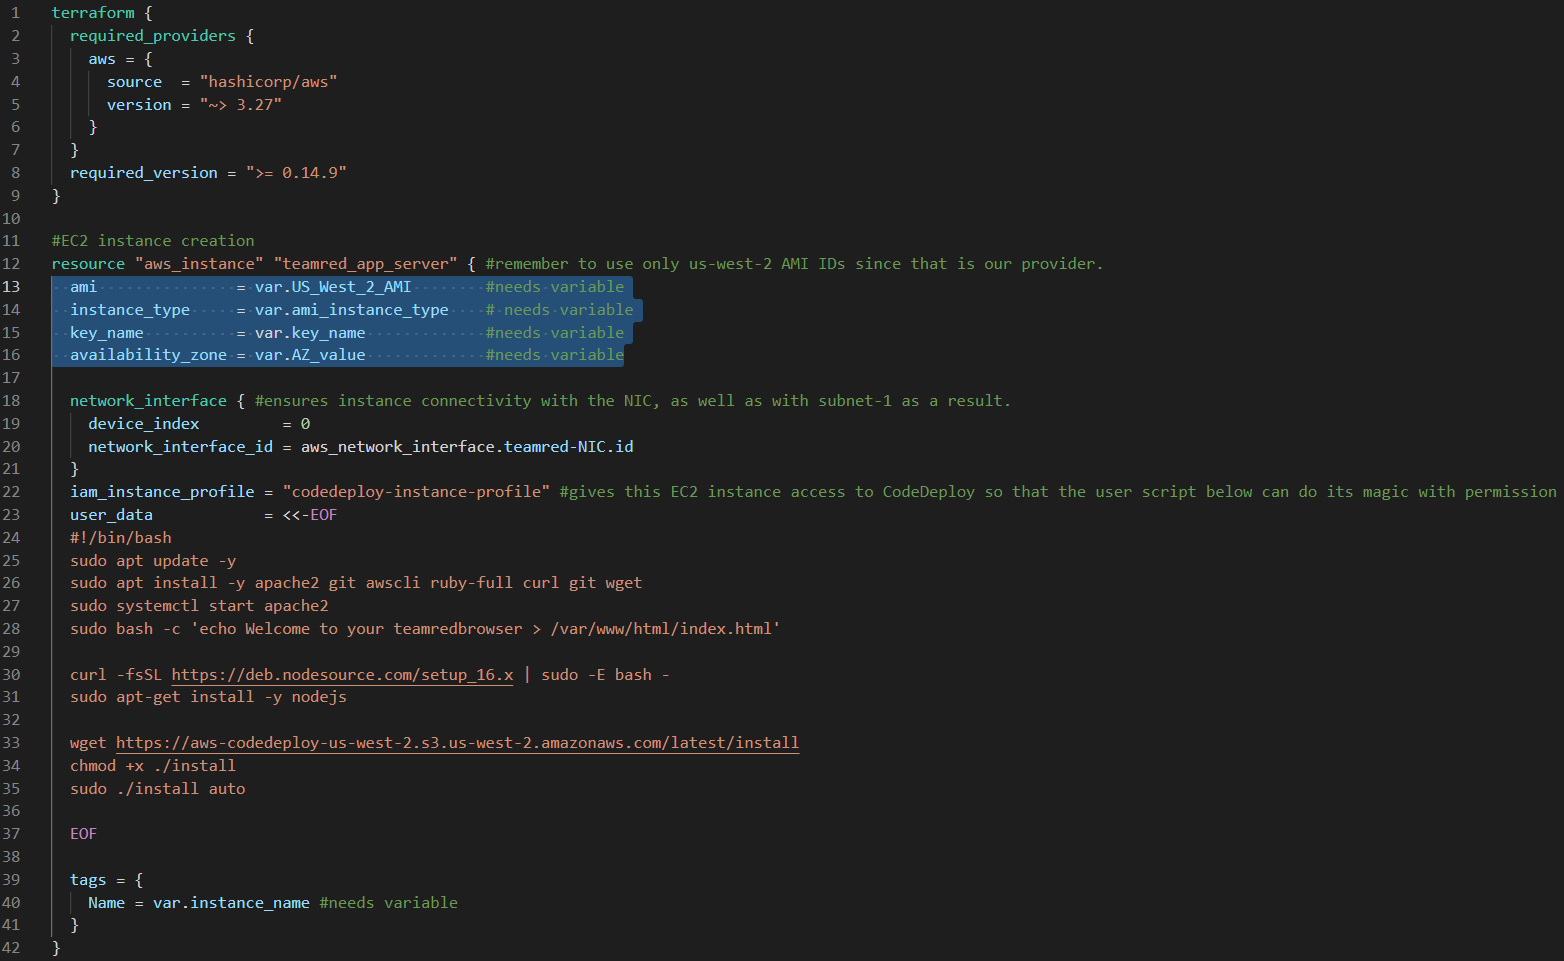 1 terraform {
2 required_providers {
3 aws = {
4 source = "hashicorp/aws"
5 version = "~> 3.27"
6 }
7 }
8 required_version = ">= 0.14.9"
9 }
10
11 #EC2 instance creation
12 resource "aws_instance" "teamred_app_server" { #remember to use only us-west-2 AMI IDs since that is our provider.
13 ami = var.US_West_2_AMI #needs variable
14 instance_type = var.ami_instance_type # needs variable
15 key_name = var.key_name #needs variable
16 availability_zone = var.AZ_value #needs variable
17
18 network_interface { #ensures instance connectivity with the NIC, as well as with subnet-1 as a result.
19 device_index = 0
20 network_interface_id = aws_network_interface.teamred-NIC.id
21 }
22 iam_instance_profile = "codedeploy-instance-profile" #gives this EC2 instance access to CodeDeploy so that the user script below can do its magic with permission
23 user_data = <<-EOF
24 #!/bin/bash
25 sudo apt update -y
26 sudo apt install -y apache2 git awscli ruby-full curl git wget
27 sudo systemctl start apache2
28 sudo bash -c 'echo Welcome to your teamredbrowser > /var/www/html/index.html'
29
30 curl -fsSL https://deb.nodesource.com/setup_16.x | sudo -E bash -
31 sudo apt-get install -y nodejs
32
33 wget https://aws-codedeploy-us-west-2.s3.us-west-2.amazonaws.com/latest/install
34 chmod +x ./install
35 sudo ./install auto
36
37 EOF
38
39 tags = {
40 Name = var.instance_name #needs variable
41 }
42 }